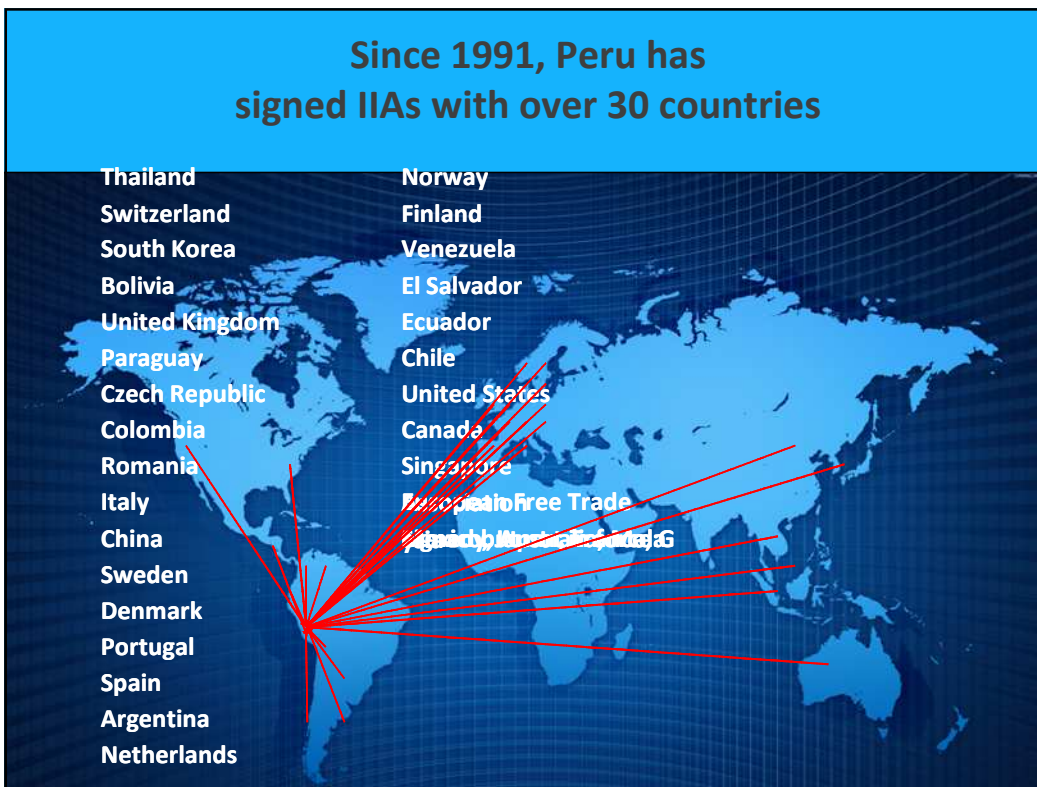 Since 1991, Peru has
signed IIAs with over 30 countries
Thailand
Switzerland
South Korea
Bolivia
United Kingdom
Paraguay
Czech Republic
Colombia
Romania
Italy
China
Sweden
Denmark
Portugal
Spain
Argentina
Netherlands
Norway
Finland
Venezuela
El Salvador
Ecuador
Chile
United States
Canada
Singapore
Free Trade